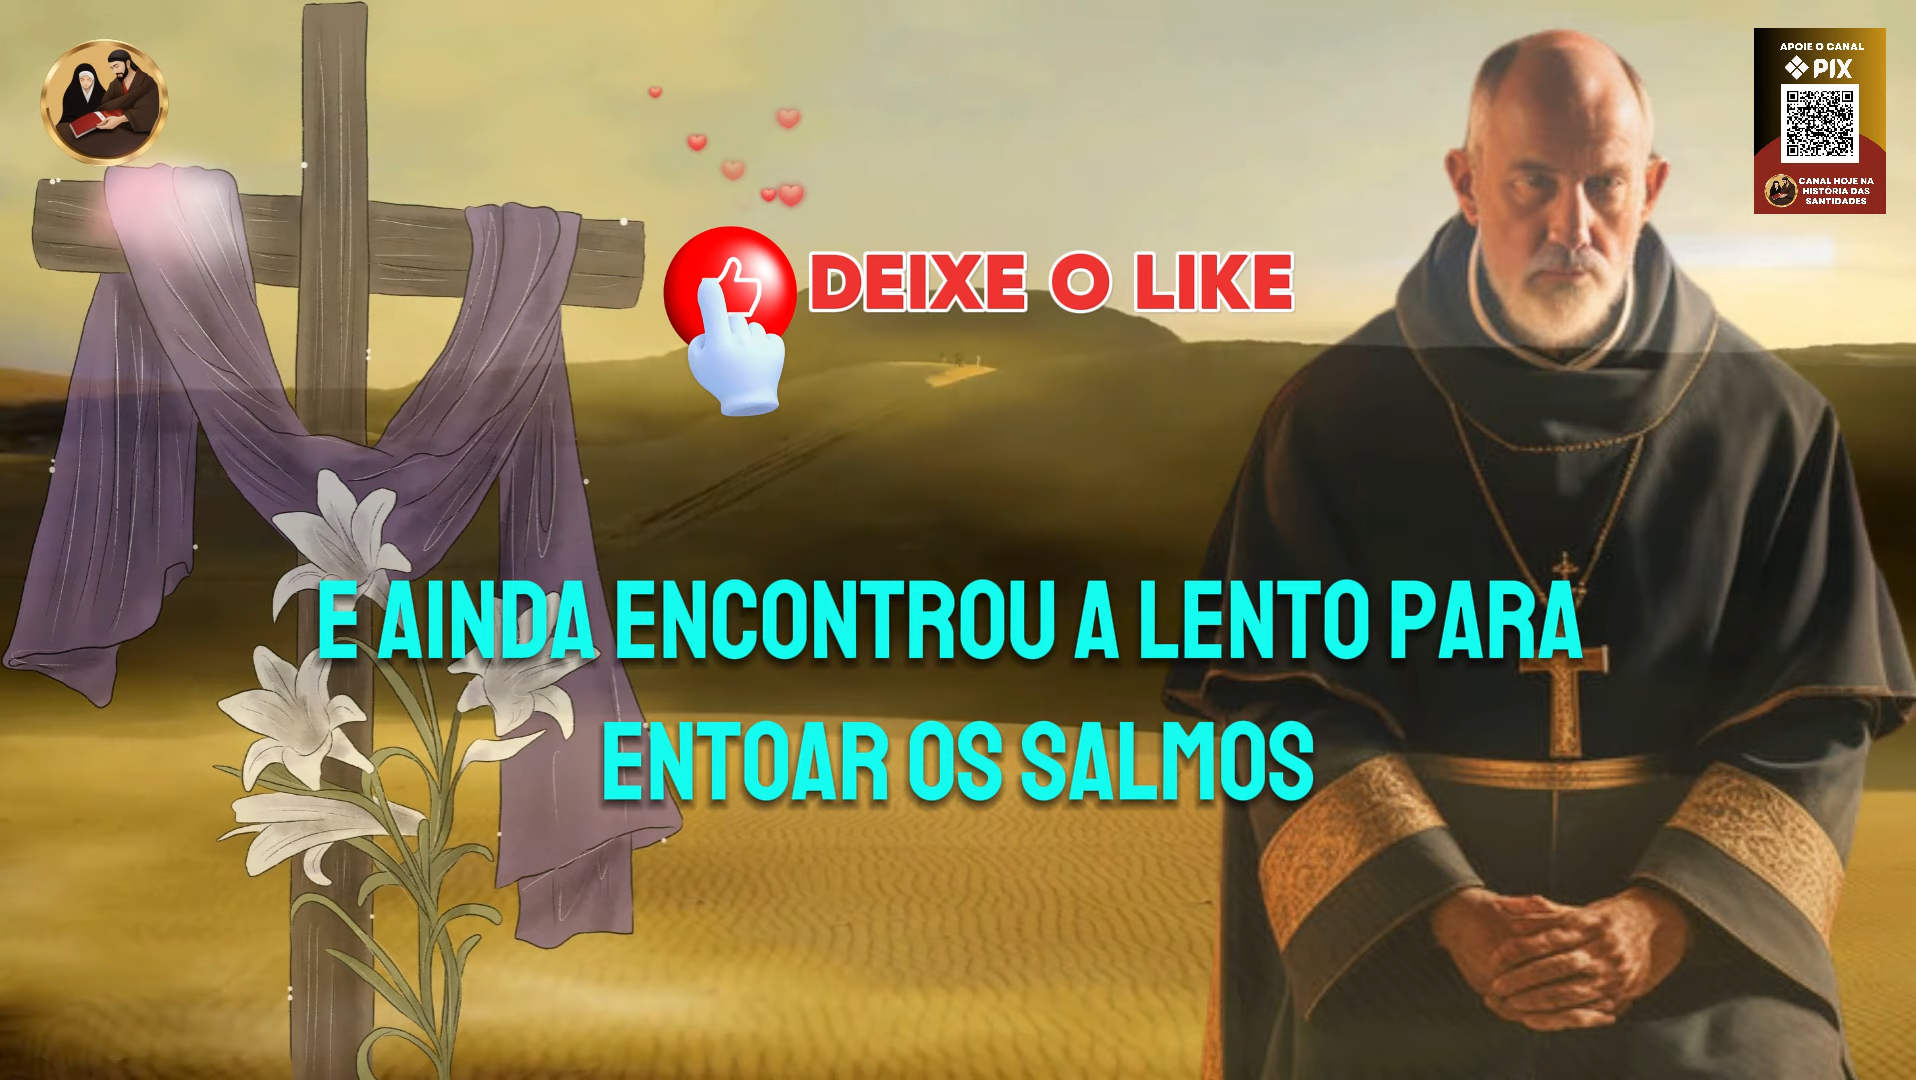 APOIE O CANAL
PIX
CANAL HOJE NA
HISTÓRIA DAS
SANTIDADES
DEIXE O LIKE
E AINDA ENCONTROU A LENTO PARA
ENTOAR OS SALMOS